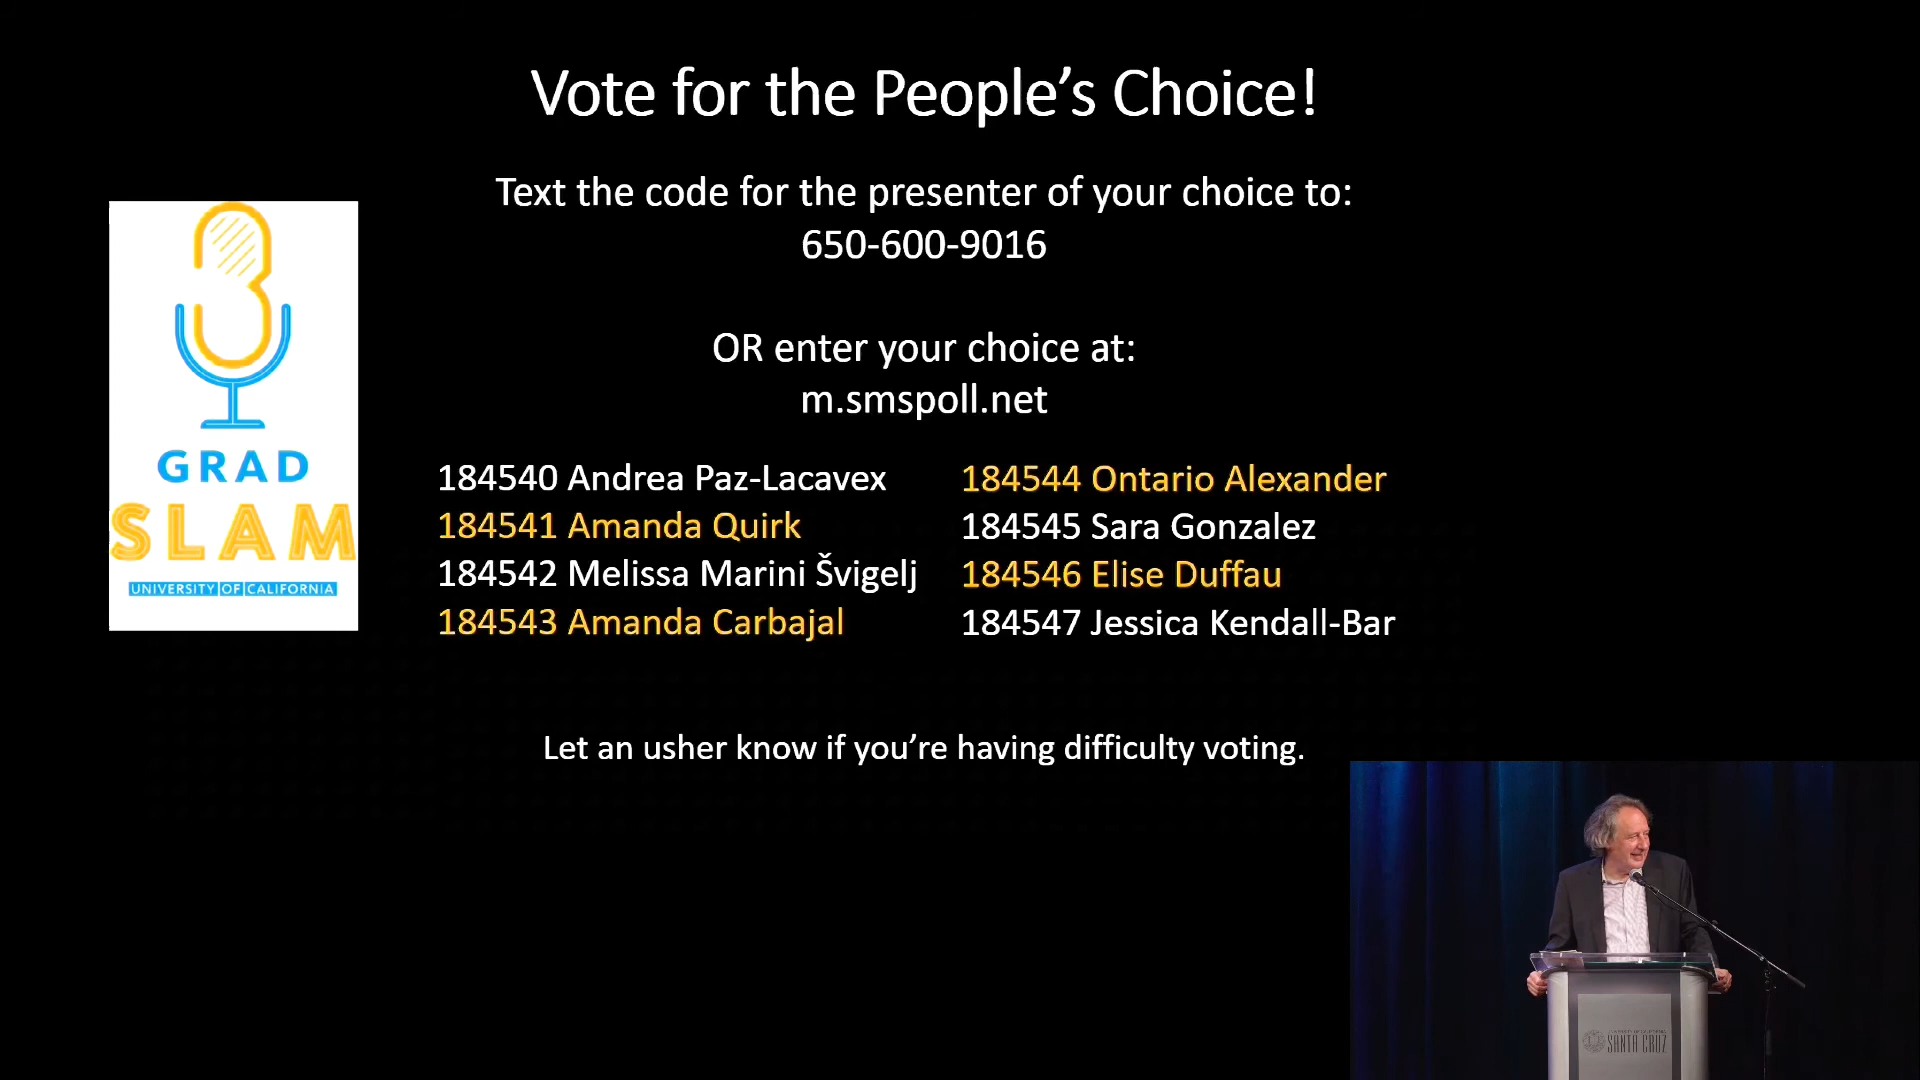 Vote for the People's Choice!
Text the code for the presenter of your choice to:
650-600-9016
OR enter your choice at:
m.smspoll.net
GRAD
SLAM
UNIVERSITY OF CALIFORNIA
184540 Andrea Paz-Lacavex
184541 Amanda Quirk
184542 Melissa Marini Švigelj
184543 Amanda Carbajal
184544 Ontario Alexander
184545 Sara Gonzalez
184546 Elise Duffau
184547 Jessica Kendall-Bar
Let an usher know if you're having difficulty voting.
SANTA CRUZ